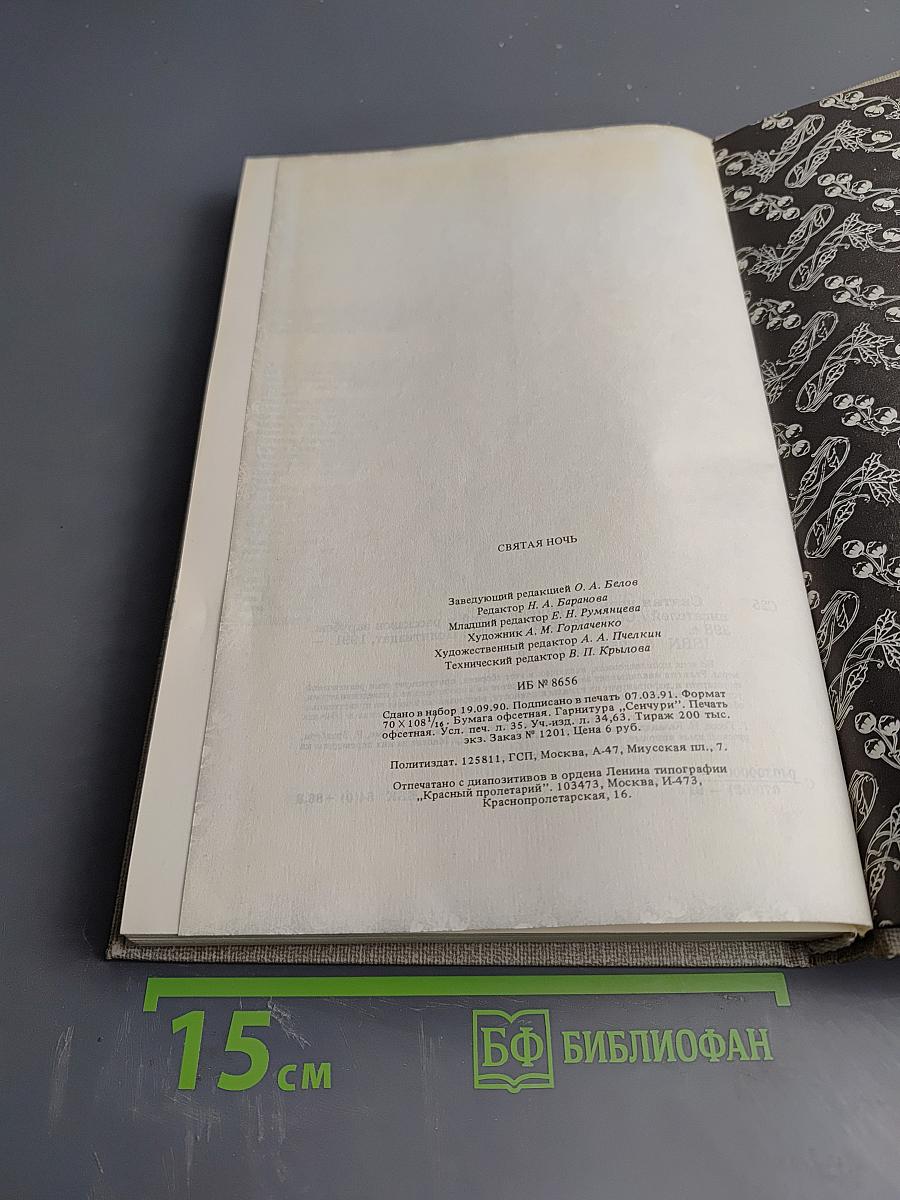 СВЯТАЯ НОЧЬ
Заведующий редакцией О. А. Белов
Редактор Н. А. Баранова
Младший редактор Е. Н. Румянцева
Художник А. М. Горлаченко
Художественный редактор А. А. Пчелкин
Технический редактор В. П. Крылова
ИБ № 8656
Сдано в набор 19.09.90. Подписано в печать 07.03.91. Формат
70 × 108 1/16. Бумага офсетная. Гарнитура „Сенчури". Печать
офсетная. Усл. печ. л. 35. Уч.-изд. л. 34,63. Тираж 200 тыс.
экз. Заказ № 1201. Цена 6 руб.
Политиздат. 125811, ГСП, Москва, А-47, Миусская пл., 7.
Отпечатано с диапозитивов в ордена Ленина типографии
„Красный пролетарий". 103473, Москва, И-473,
Краснопролетарская, 16.
15 см
БФ БИБЛИОФАН